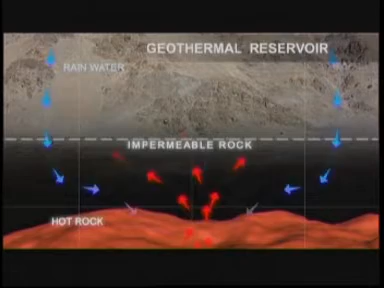 GEOTHERMAL RESERVOIR
RAIN WATER
IMPERMEABLE ROCK
HOT ROCK